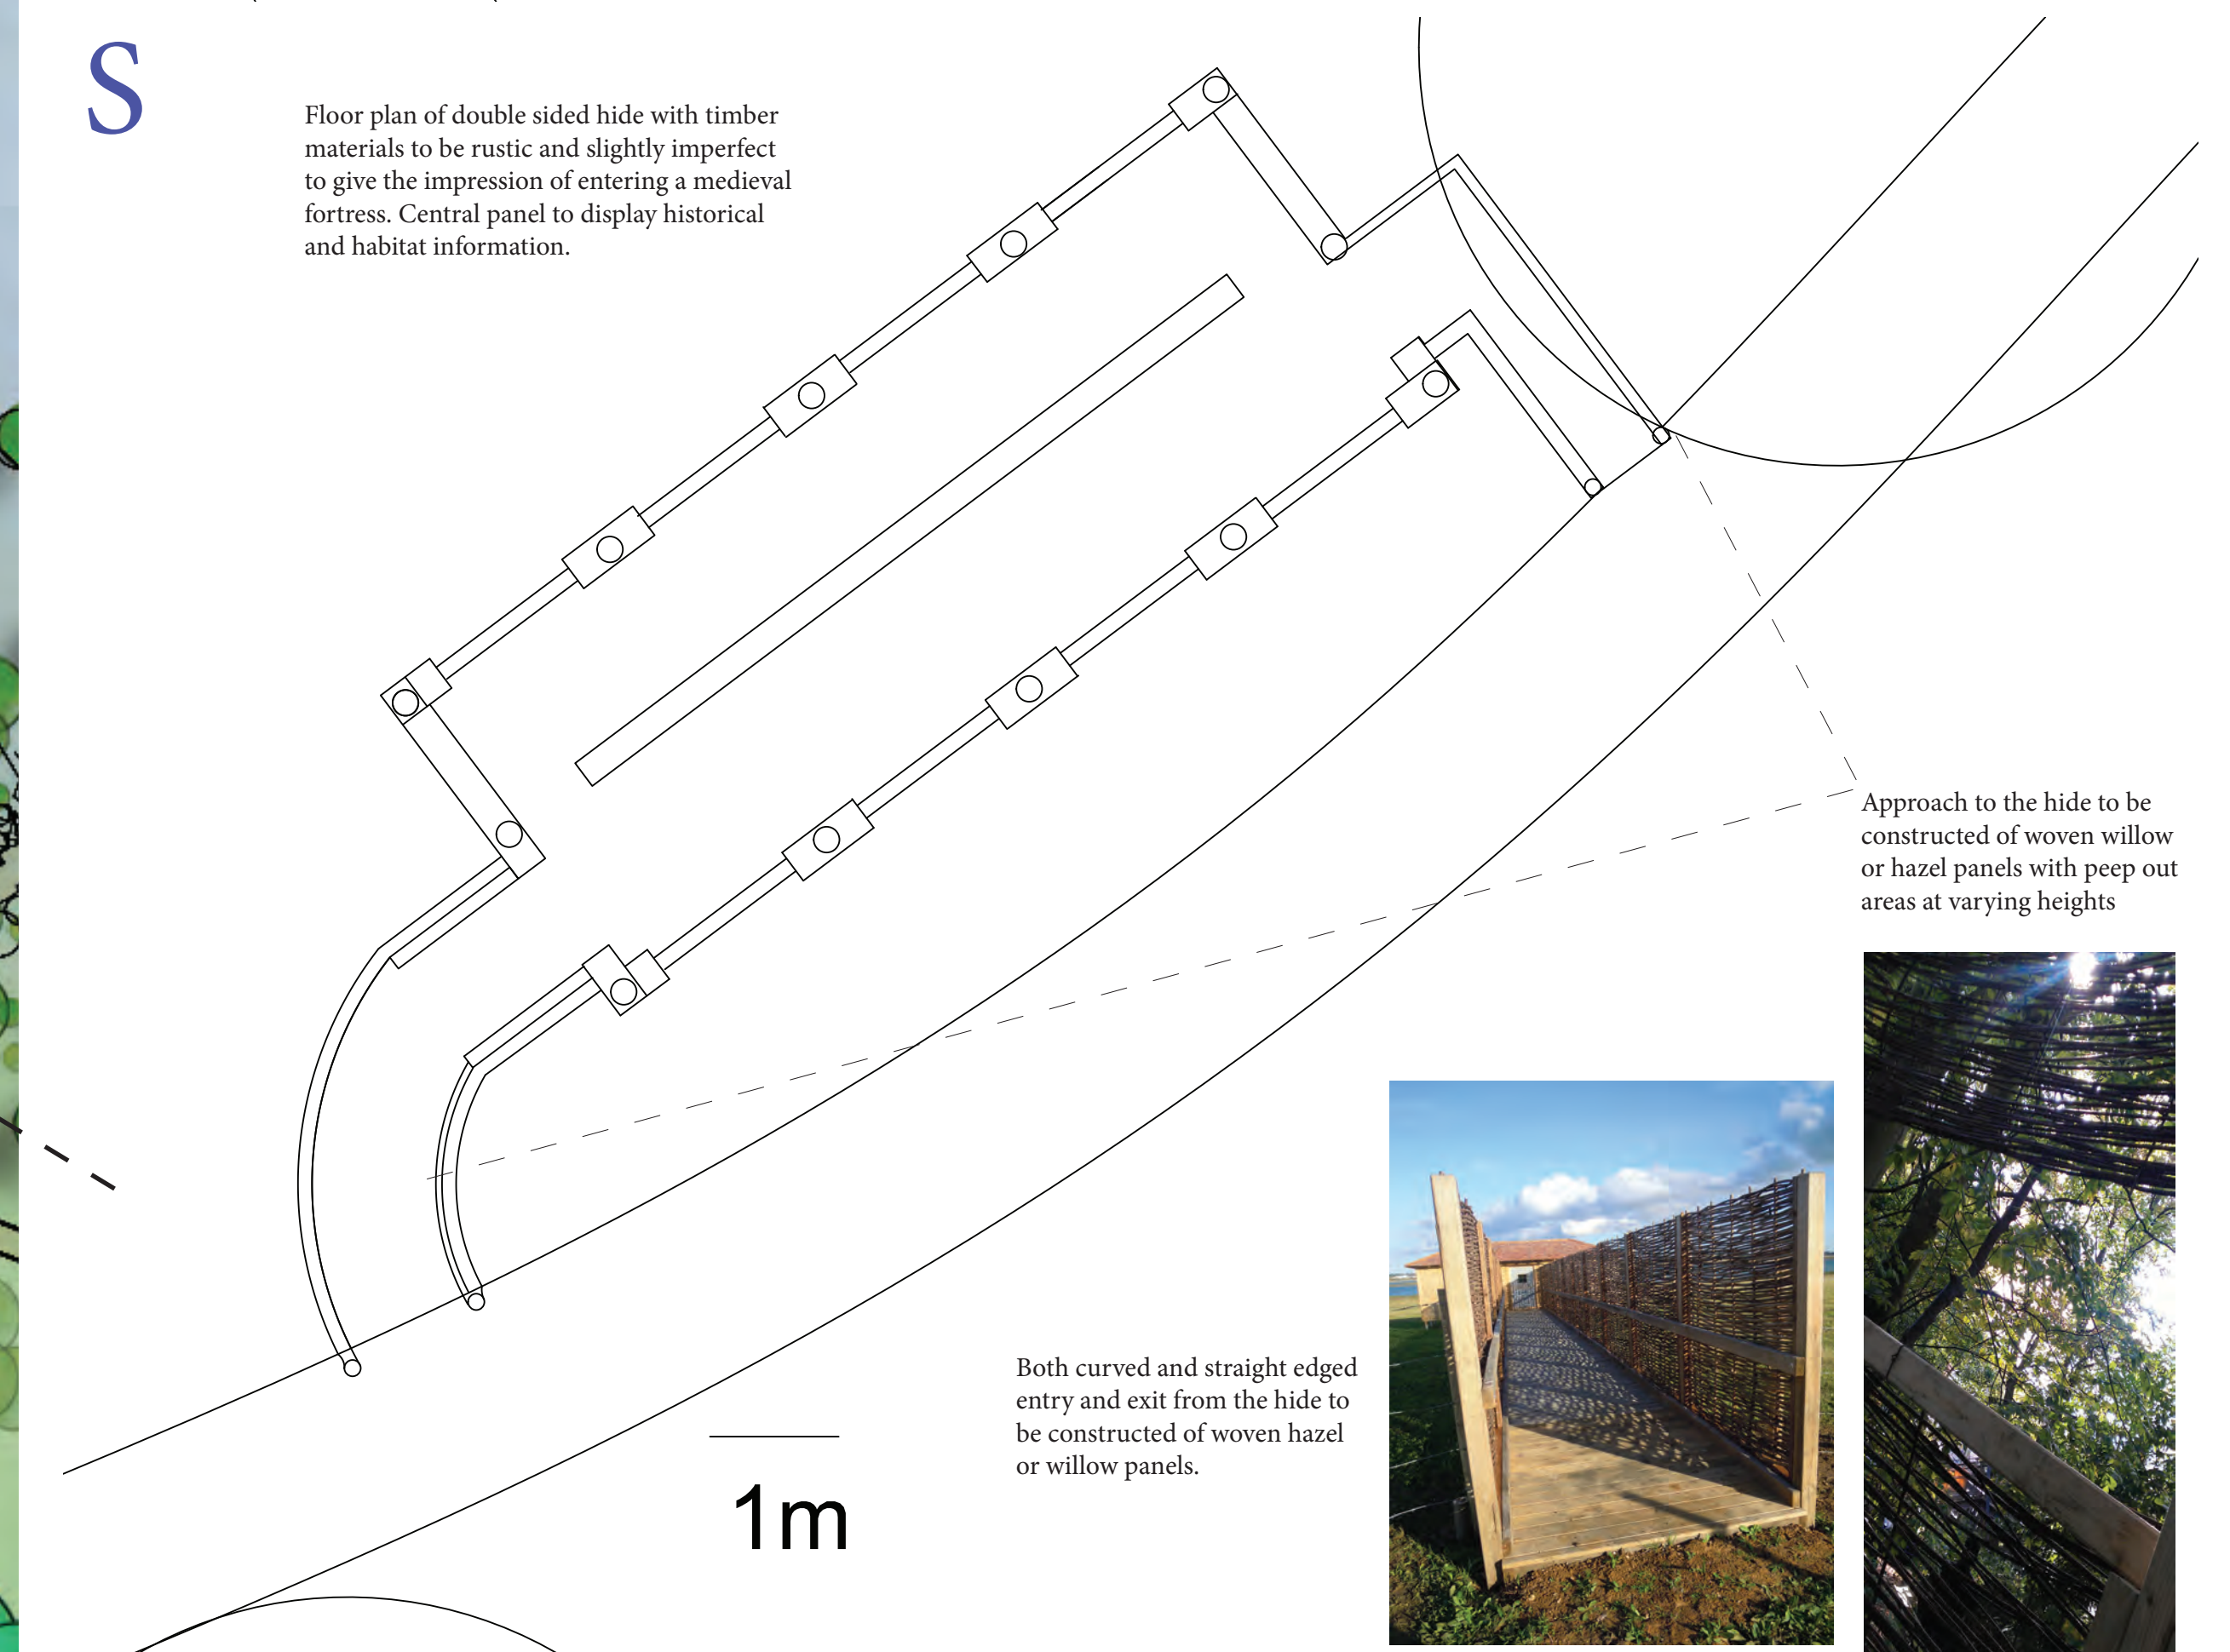 S
Floor plan of double sided hide with timber
materials to be rustic and slightly imperfect
to give the impression of entering a medieval
fortress. Central panel to display historical
and habitat information.
Approach to the hide to be
constructed of woven willow
or hazel panels with peep out
areas at varying heights
Both curved and straight edged
entry and exit from the hide to
be constructed of woven hazel
or willow panels.
1m